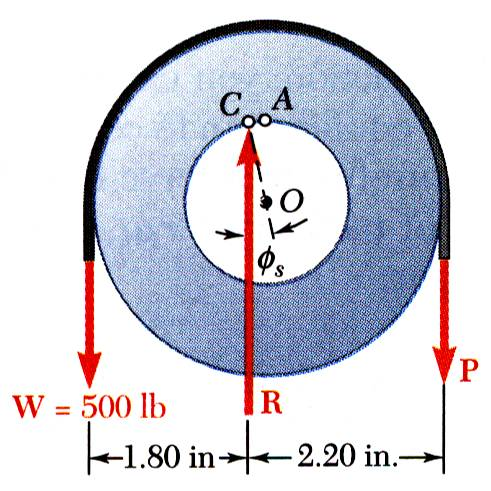 C A
O
ϕs
P
W = 500 lb R
1.80 in 2.20 in.